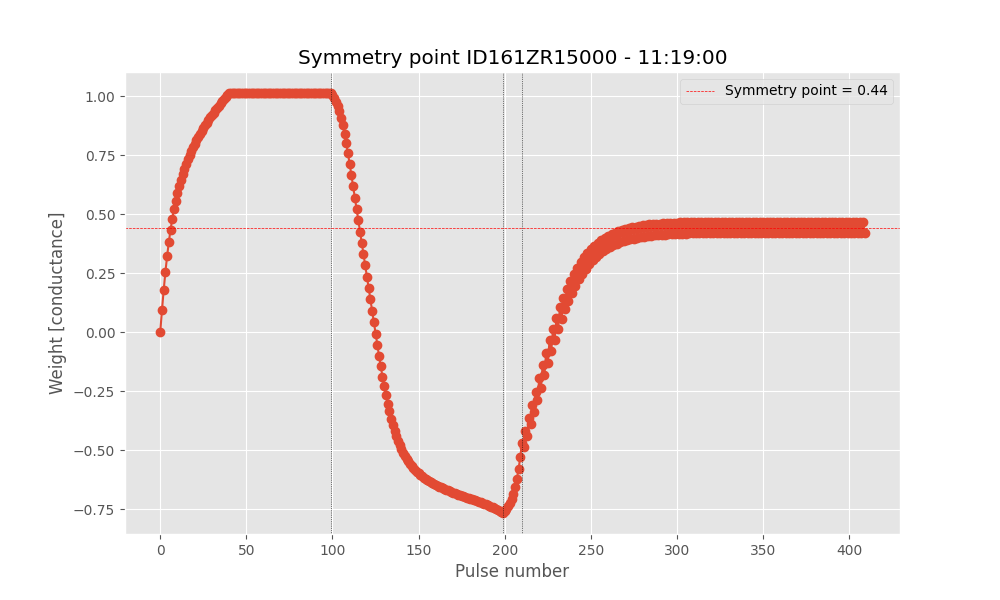 Symmetry point ID161ZR15000 - 11:19:00
Symmetry point = 0.44
1.00
0.75
0.50
0.25
0.00
−0.25
−0.50
−0.75
Weight [conductance]
0 50 100 150 200 250 300 350 400
Pulse number